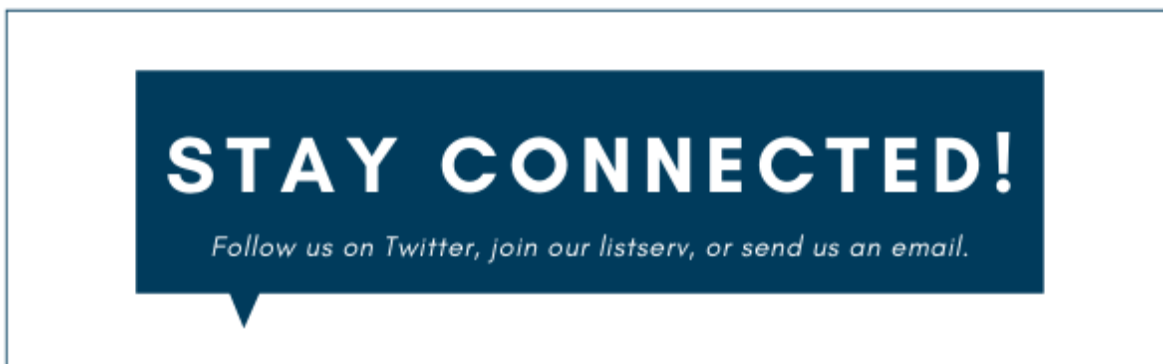 STAY CONNECTED!
Follow us on Twitter, join our listserv, or send us an email.